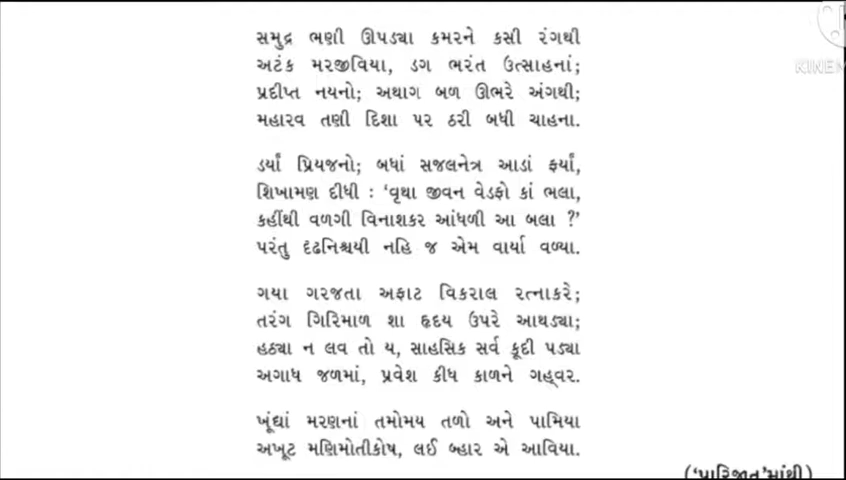 સમુદ્ર ભણી ઊપડ્યા કમરને કસી રંગથી
અટંક મરજીવિયા, ડગ ભરંત ઉત્સાહનાં;
પ્રદીપ્ત નયનો; અથાગ બળ ઊભરે અંગથી;
મહારવ તણી દિશા પર ઠરી બધી ચાહના.
ડર્યાં પ્રિયજનો; બધાં સજલનેત્ર આડાં ફર્યાં,
શિખામણ દીધી : ‘વૃથા જીવન વેડફો કાં ભલા,
કહીંથી વળગી વિનાશકર આંધળી આ બલા ?’
પરંતુ દૃઢનિશ્ચયી નહિ જ એમ વાર્યા વળ્યા.
ગયા ગરજતા અફાટ વિકરાલ રત્નાકરે;
તરંગ ગિરિમાળ શા હૃદય ઉપરે આથડ્યા;
હઠ્યા ન લવ તો ય, સાહસિક સર્વ કૂદી પડ્યા
અગાધ જળમાં, પ્રવેશ કીધ કાળને ગહ્વર.
ખૂંદ્યાં મરણનાં તમોમય તળો અને પામિયા
અખૂટ મણિમોતીકોષ, લઈ બ્હાર એ આવિયા.
(‘પારિજાત’માંથી)
KINEM